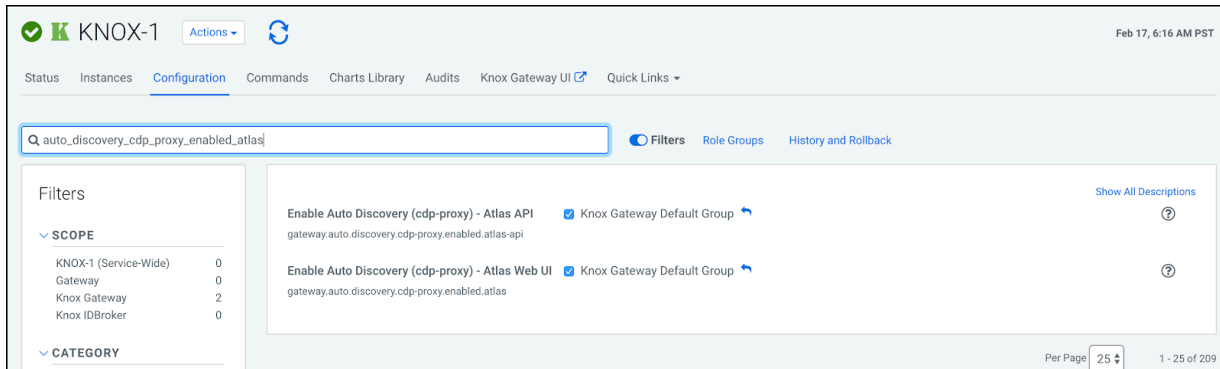 KNOX-1 Actions Feb 17, 6:16 AM PST
Status Instances Configuration Commands Charts Library Audits Knox Gateway UI Quick Links
auto_discovery_cdp_proxy_enabled_atlas Filters Role Groups History and Rollback
Filters
Show All Descriptions
Enable Auto Discovery (cdp-proxy) - Atlas API Knox Gateway Default Group
gateway.auto.discovery.cdp-proxy.enabled.atlas-api
Enable Auto Discovery (cdp-proxy) - Atlas Web UI Knox Gateway Default Group
gateway.auto.discovery.cdp-proxy.enabled.atlas
SCOPE
KNOX-1 (Service-Wide) 0
Gateway 0
Knox Gateway 2
Knox IDBroker 0
CATEGORY
Per Page 25 1 - 25 of 209